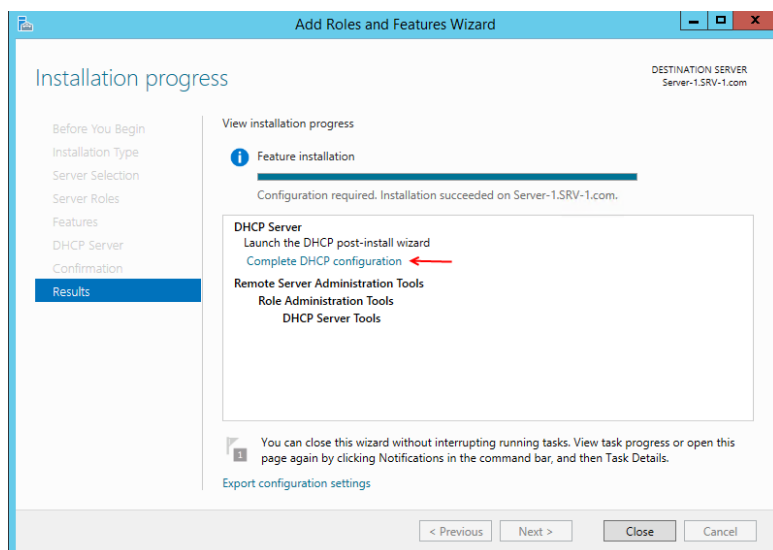 Add Roles and Features Wizard
Installation progress
DESTINATION SERVER
Server-1.SRV-1.com
Before You Begin
Installation Type
Server Selection
Server Roles
Features
DHCP Server
Confirmation
Results
View installation progress
Feature installation
Configuration required. Installation succeeded on Server-1.SRV-1.com.
DHCP Server
Launch the DHCP post-install wizard
Complete DHCP configuration
Remote Server Administration Tools
Role Administration Tools
DHCP Server Tools
1
You can close this wizard without interrupting running tasks. View task progress or open this
page again by clicking Notifications in the command bar, and then Task Details.
Export configuration settings
< Previous
Next >
Close
Cancel